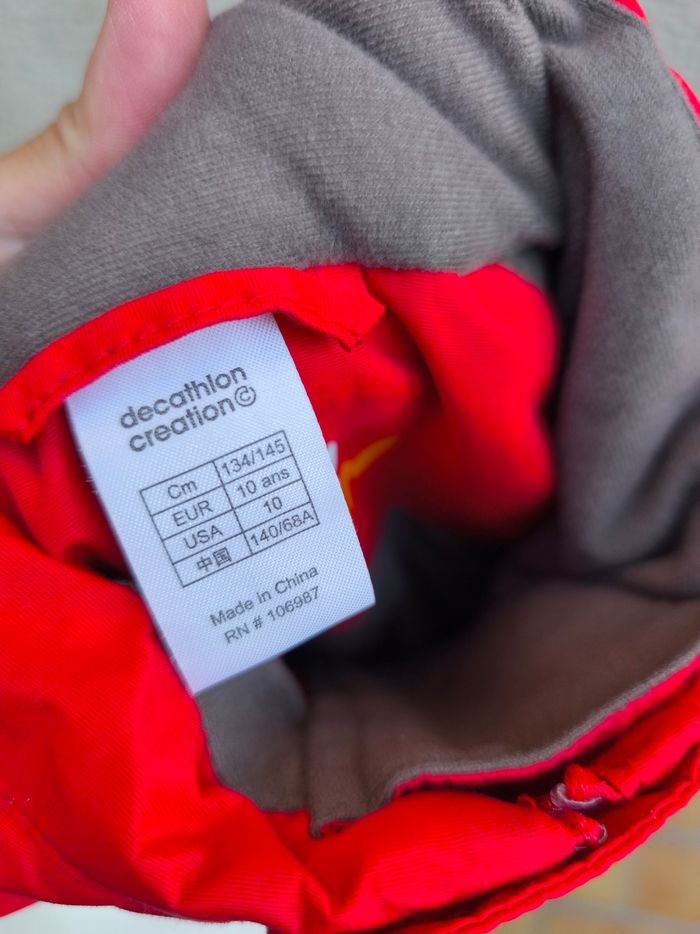 decathlon
creation©
Cm 134/145
EUR 10 ans
USA 10
中国 140/68A
Made in China
RN # 106987